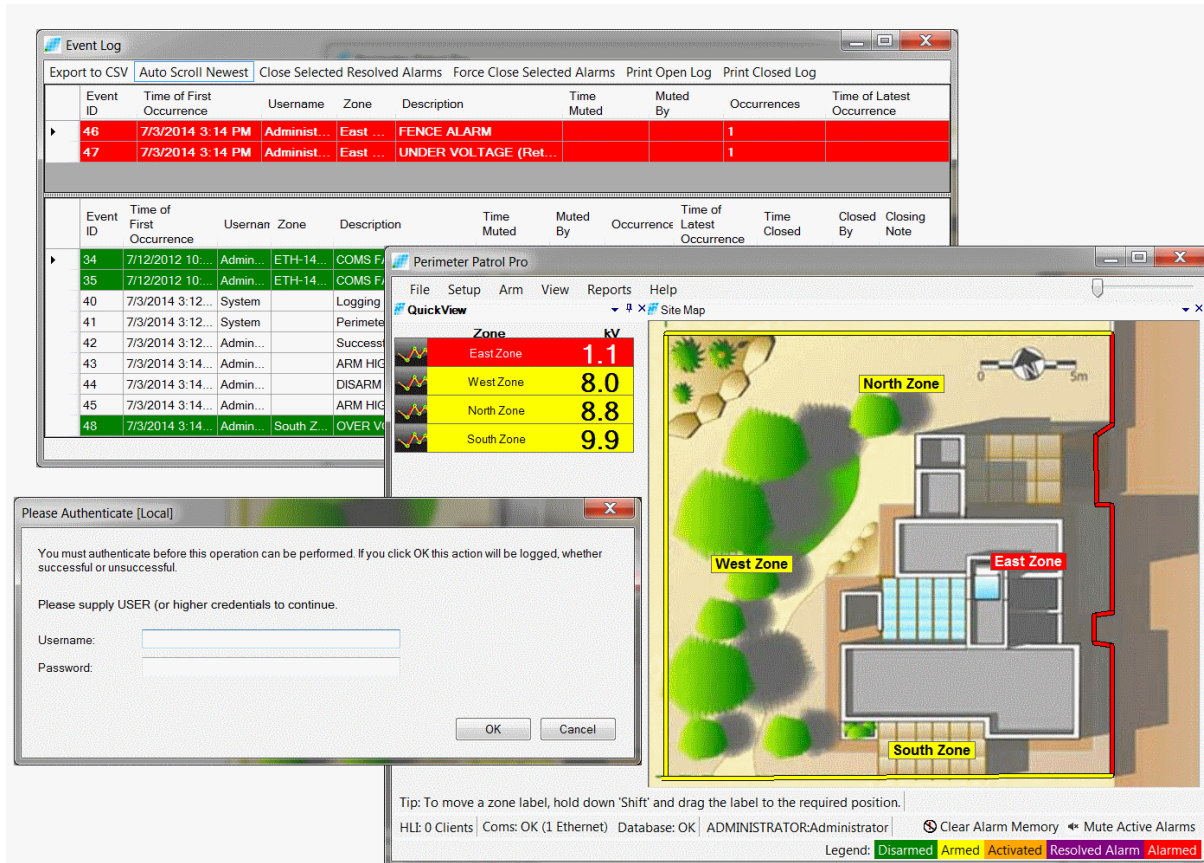 Event Log
Export to CSV Auto Scroll Newest Close Selected Resolved Alarms Force Close Selected Alarms Print Open Log Print Closed Log
Event ID Time of First Occurrence Username Zone Description Time Muted Muted By Occurrences Time of Latest Occurrence
46 7/3/2014 3:14 PM Administ... East ... FENCE ALARM 1
47 7/3/2014 3:14 PM Administ... East ... UNDER VOLTAGE (Ret... 1
Event ID Time of First Occurrence Usernan Zone Description Time Muted Muted By Occurrence Time of Latest Occurrence Time Closed Closed By Closing Note
34 7/12/2012 10:... Admin... ETH-14... COMS FA
35 7/12/2012 10:... Admin... ETH-14... COMS FA
40 7/3/2014 3:12... System Logging
41 7/3/2014 3:12... System Perimete
42 7/3/2014 3:12... Admin... Success
43 7/3/2014 3:14... Admin... ARM HIG
44 7/3/2014 3:14... Admin... DISARM
45 7/3/2014 3:14... Admin... ARM HIG
48 7/3/2014 3:14... Admin... South Z... OVER VO
Perimeter Patrol Pro
File Setup Arm View Reports Help
QuickView
Site Map
Zone kV
East Zone 1.1
West Zone 8.0
North Zone 8.8
South Zone 9.9
North Zone
0 N 5m
West Zone
East Zone
South Zone
Please Authenticate [Local]
You must authenticate before this operation can be performed. If you click OK this action will be logged, whether
successful or unsuccessful.
Please supply USER (or higher credentials to continue.
Username:
Password:
OK Cancel
Tip: To move a zone label, hold down 'Shift' and drag the label to the required position.
HLI: 0 Clients Coms: OK (1 Ethernet) Database: OK ADMINISTRATOR:Administrator Clear Alarm Memory Mute Active Alarms
Legend: Disarmed Armed Activated Resolved Alarm Alarmed